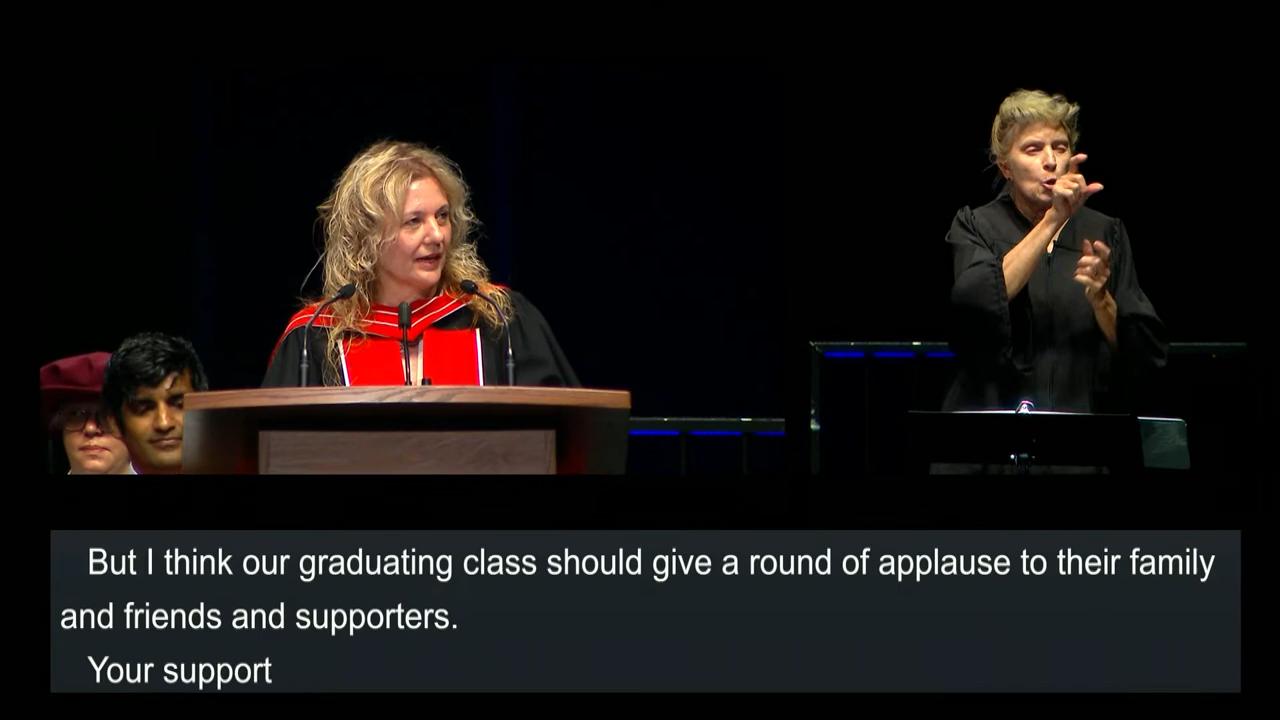 But I think our graduating class should give a round of applause to their family
and friends and supporters.
Your support